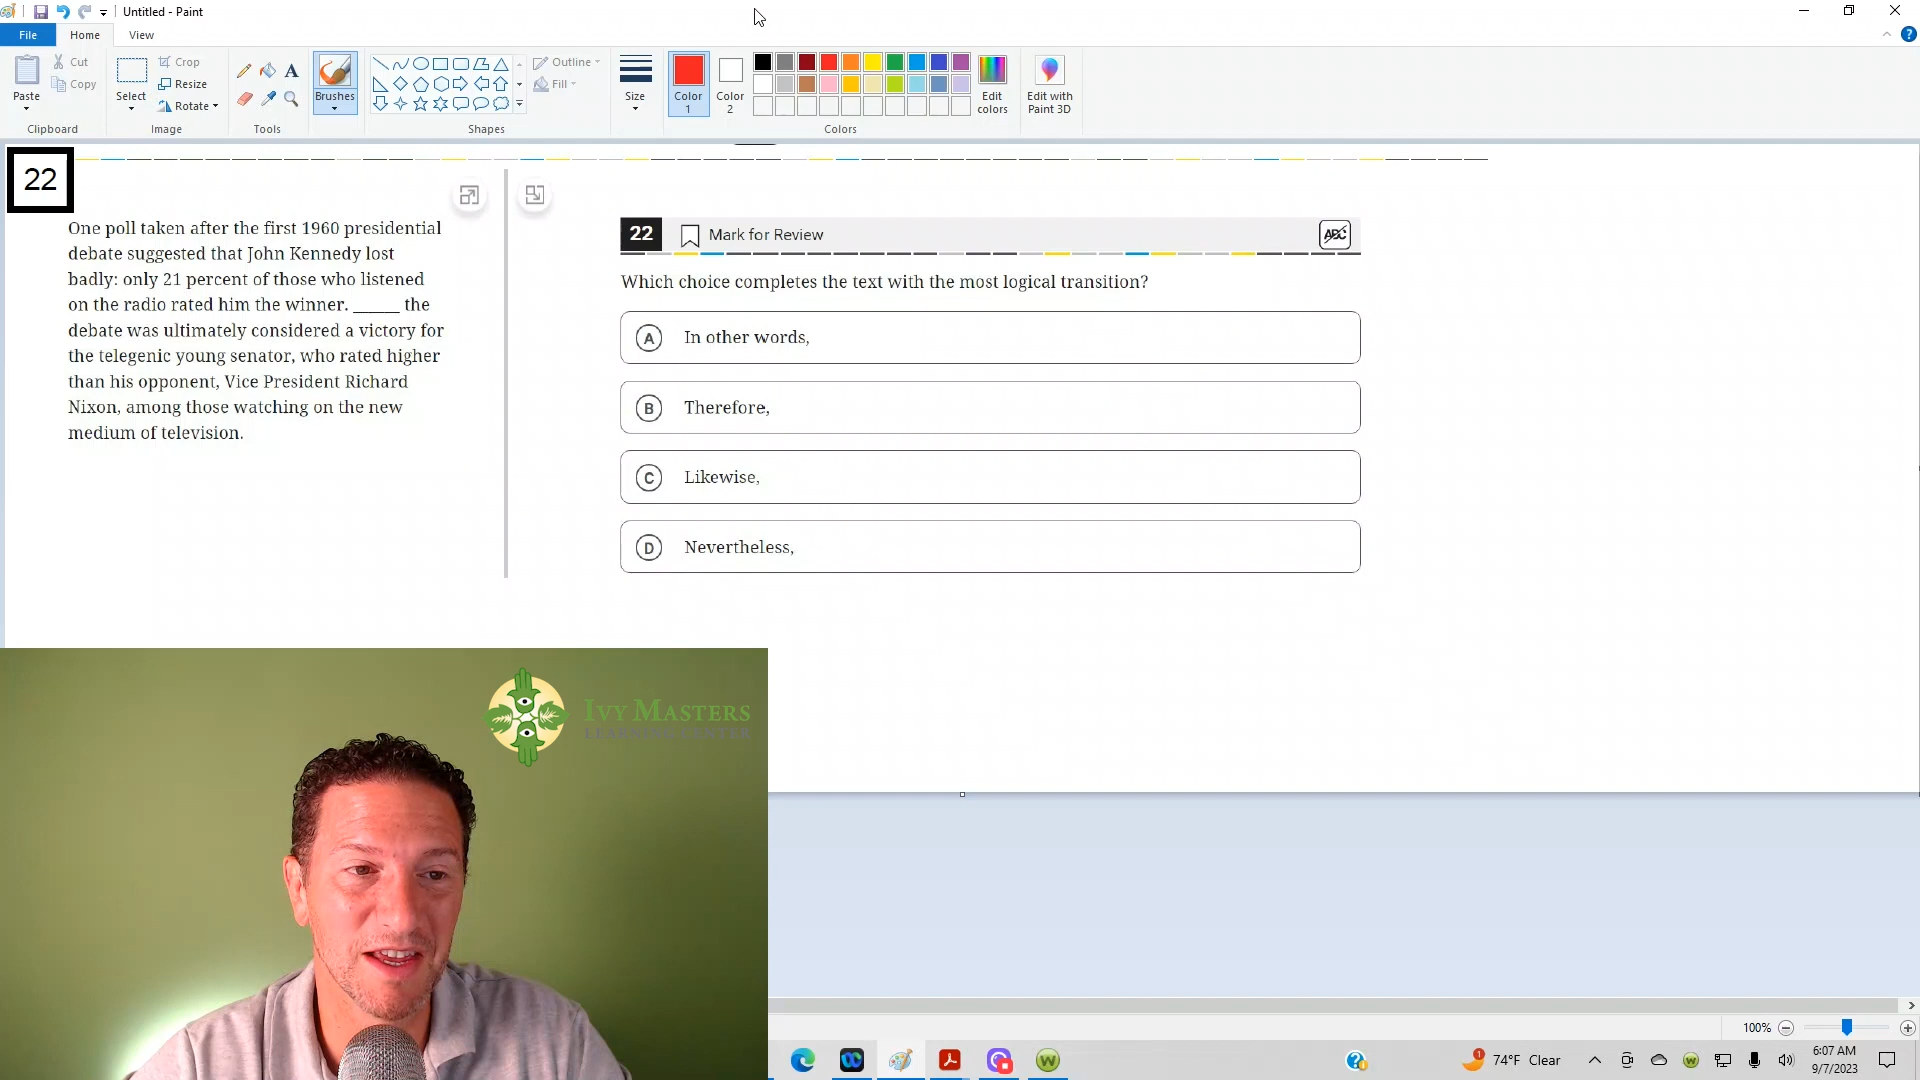 Untitled - Paint
File
Home
View
Paste
Cut
Copy
Clipboard
Select
Crop
Resize
Rotate
Image
A
Tools
Brushes
Outline
Fill
Shapes
Size
Color 1
Color 2
Edit colors
Colors
Edit with Paint 3D
22
One poll taken after the first 1960 presidential
debate suggested that John Kennedy lost
badly: only 21 percent of those who listened
on the radio rated him the winner. ______ the
debate was ultimately considered a victory for
the telegenic young senator, who rated higher
than his opponent, Vice President Richard
Nixon, among those watching on the new
medium of television.
22 Mark for Review ABC
Which choice completes the text with the most logical transition?
A In other words,
B Therefore,
C Likewise,
D Nevertheless,
IVY MASTERS
LEARNING CENTER
100%
1 74°F Clear
6:07 AM
9/7/2023